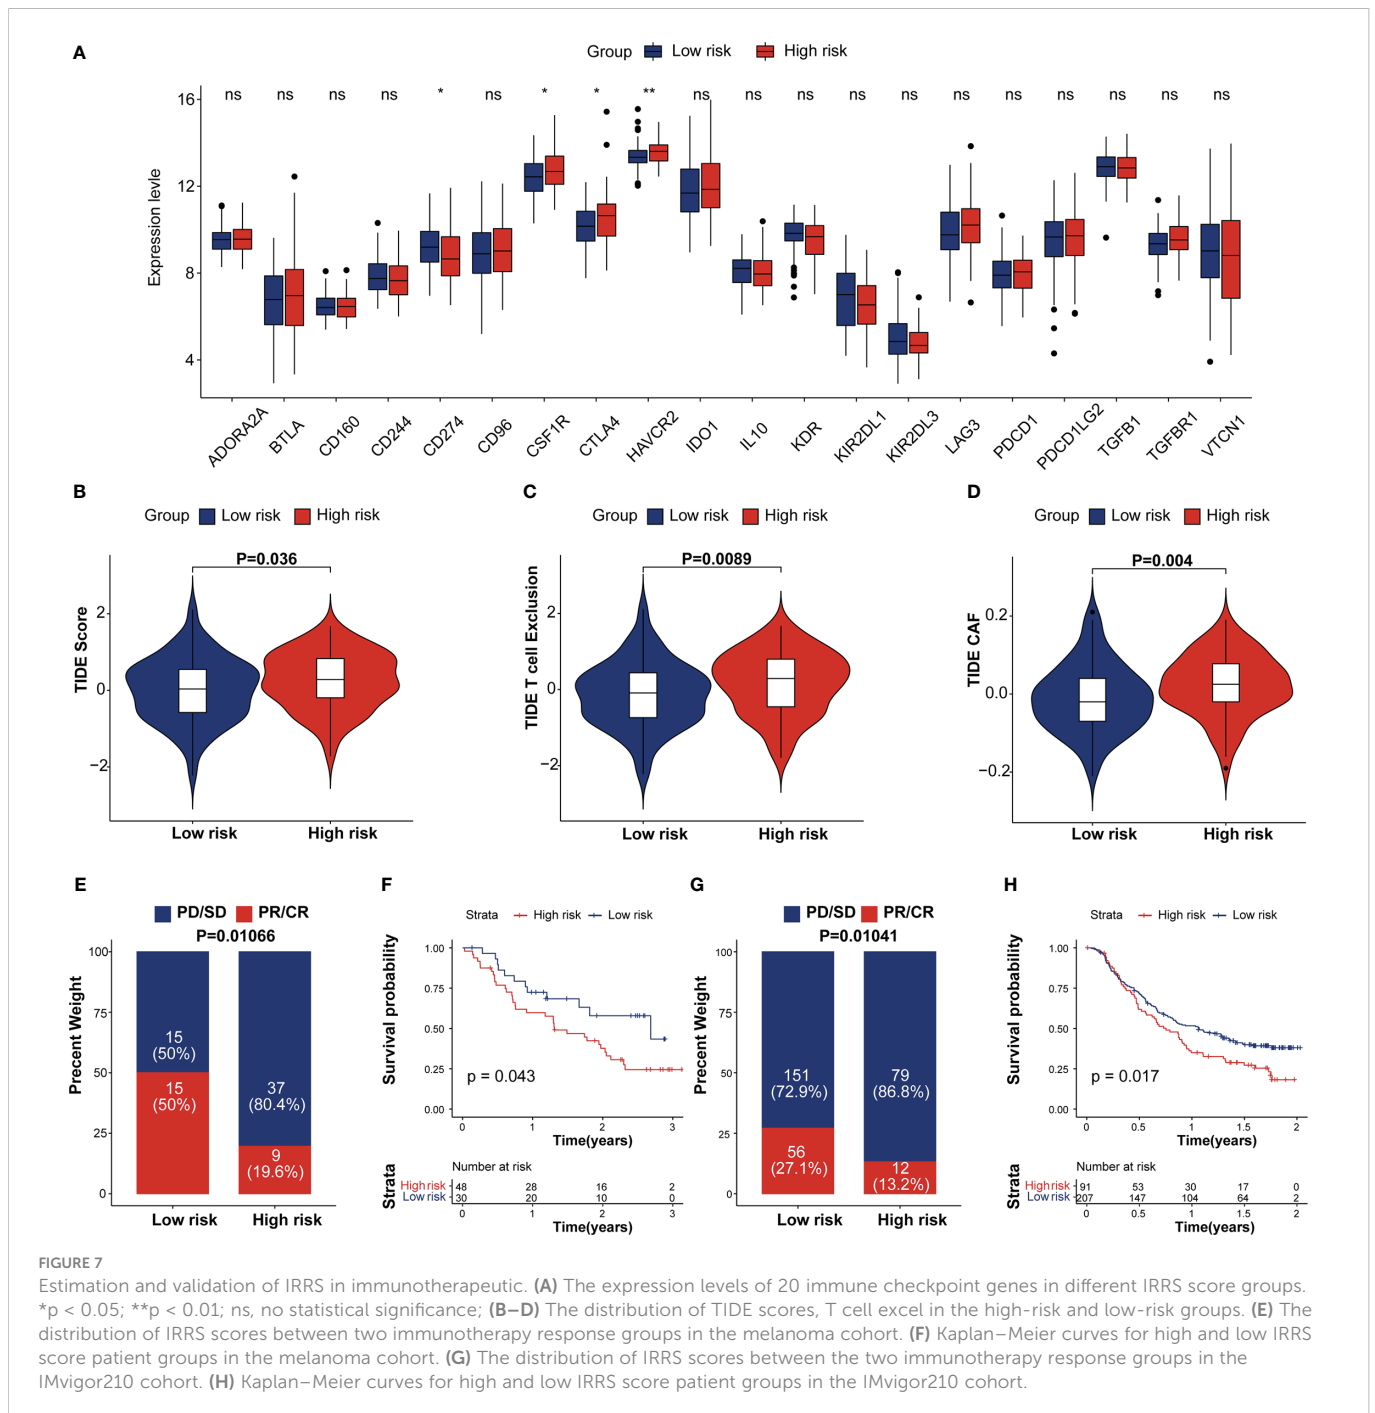 A
Group Low risk High risk
ns ns ns ns * ns * * ** ns ns ns ns ns ns ns ns ns ns ns
Expression levle
16
12
8
4
ADORA2A BTLA CD160 CD244 CD274 CD96 CSF1R CTLA4 HAVCR2 IDO1 IL10 KDR KIR2DL1 KIR2DL3 LAG3 PDCD1 PDCD1LG2 TGFB1 TGFBR1 VTCN1
B
Group Low risk High risk
P=0.036
TIDE Score
2
0
−2
Low risk High risk
C
Group Low risk High risk
P=0.0089
TIDE T cell Exclusion
2
0
−2
Low risk High risk
D
Group Low risk High risk
P=0.004
TIDE CAF
0.2
0.0
−0.2
Low risk High risk
E
PD/SD PR/CR
P=0.01066
Precent Weight
100
75
50
25
0
15
(50%)
15
(50%)
37
(80.4%)
9
(19.6%)
Low risk High risk
F
Strata High risk Low risk
Survival probability
1.00
0.75
0.50
0.25
0.00
p = 0.043
0 1 2 3
Time(years)
Number at risk
Strata
High risk 48 28 16 2
Low risk 30 20 10 0
0 1 2 3
Time(years)
G
PD/SD PR/CR
P=0.01041
Precent Weight
100
75
50
25
0
151
(72.9%)
56
(27.1%)
79
(86.8%)
12
(13.2%)
Low risk High risk
H
Strata High risk Low risk
Survival probability
1.00
0.75
0.50
0.25
0.00
p = 0.017
0 0.5 1 1.5 2
Time(years)
Number at risk
Strata
High risk 91 53 30 17 0
Low risk 207 147 104 64 2
0 0.5 1 1.5 2
Time(years)
FIGURE 7
Estimation and validation of IRRS in immunotherapeutic. (A) The expression levels of 20 immune checkpoint genes in different IRRS score groups.
*p < 0.05; **p < 0.01; ns, no statistical significance; (B–D) The distribution of TIDE scores, T cell excel in the high-risk and low-risk groups. (E) The
distribution of IRRS scores between two immunotherapy response groups in the melanoma cohort. (F) Kaplan–Meier curves for high and low IRRS
score patient groups in the melanoma cohort. (G) The distribution of IRRS scores between the two immunotherapy response groups in the
IMvigor210 cohort. (H) Kaplan–Meier curves for high and low IRRS score patient groups in the IMvigor210 cohort.